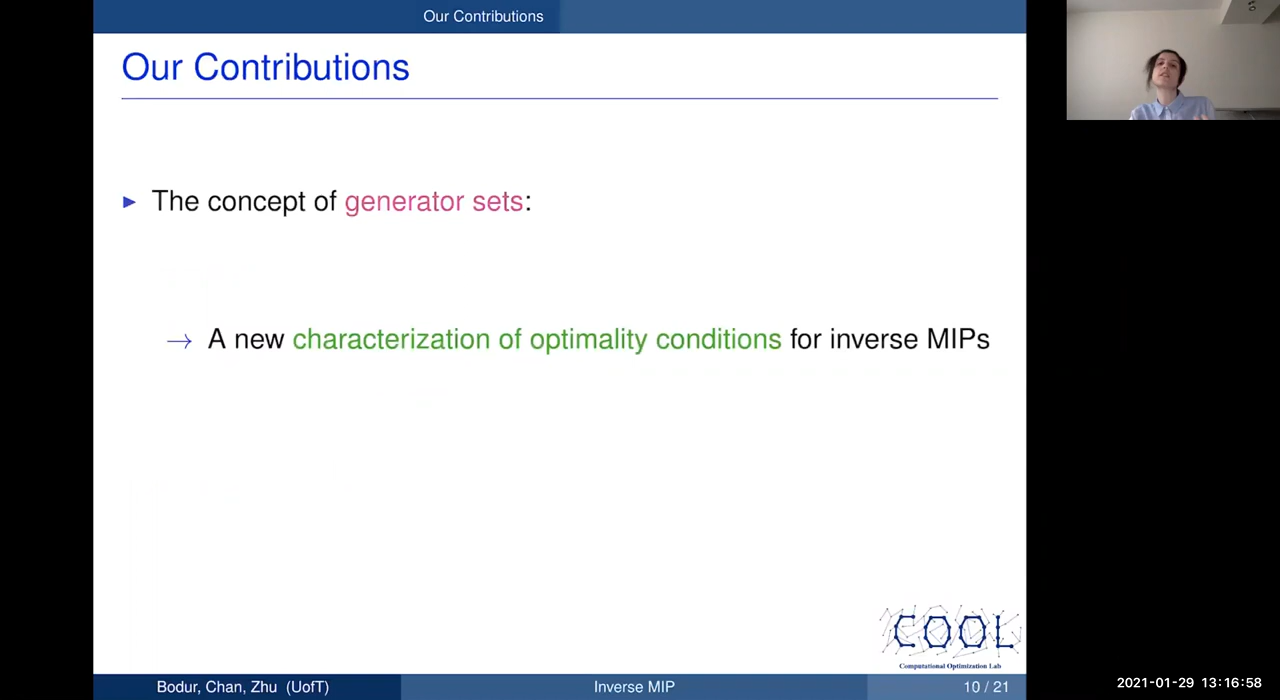 Our Contributions
Our Contributions
► The concept of generator sets:
→ A new characterization of optimality conditions for inverse MIPs
COOL
Computational Optimization Lab
Bodur, Chan, Zhu (UofT)
Inverse MIP
10 / 21
2021-01-29 13:16:58